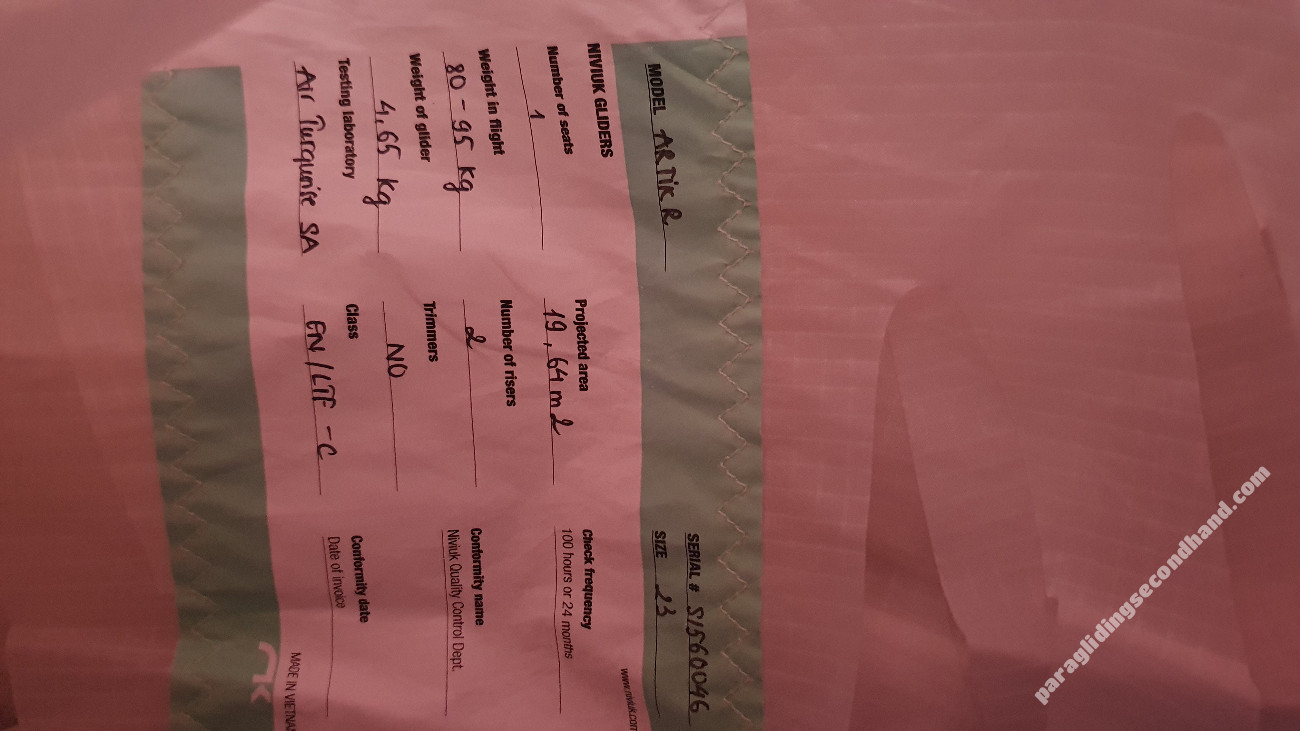 MODEL ARTIK R
SERIAL # S1560046
SIZE 23
NIVIUK GLIDERS
www.niviuk.com
Number of seats
1
Projected area
19,64 m2
Check frequency
100 hours or 24 months
Weight in flight
80 - 95 kg
Number of risers
2
Conformity name
Niviuk Quality Control Dept.
Weight of glider
4,65 kg
Trimmers
NO
Testing laboratory
Air Turquoise SA
Class
EN/LTF - C
Conformity date
Date of invoice
MADE IN VIETNA
paraglidingsecondhand.com